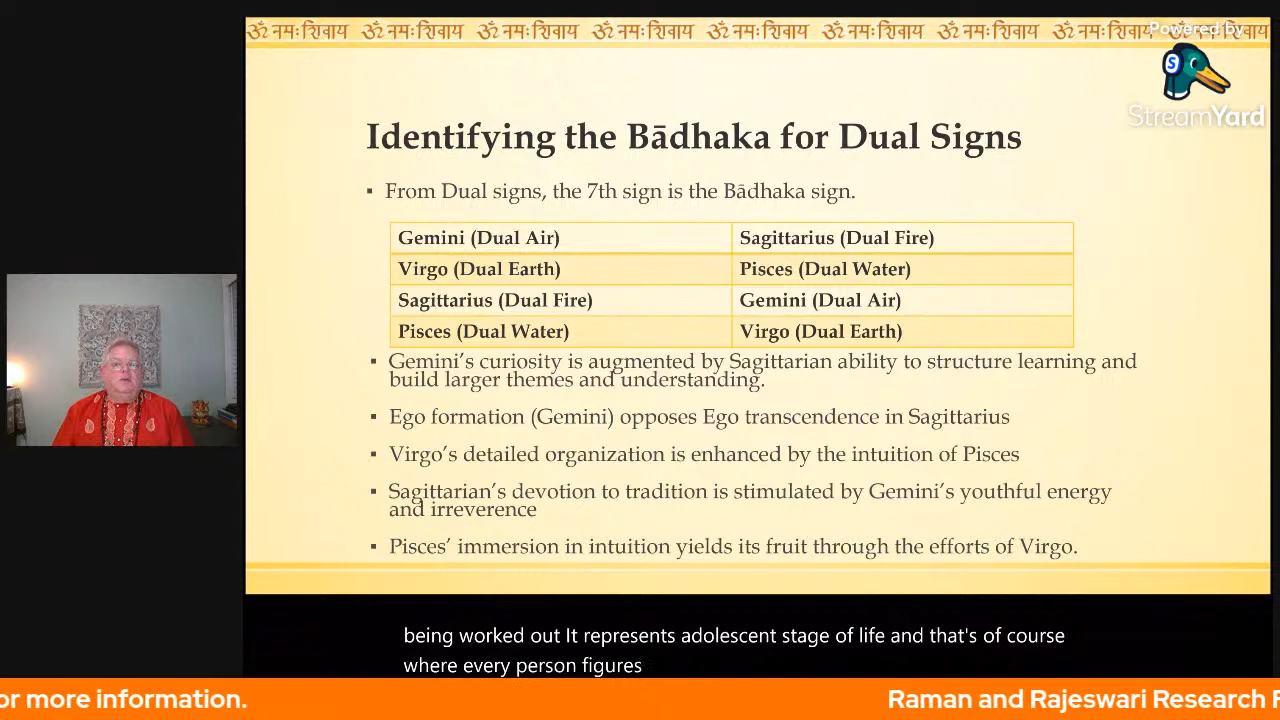 ॐ नमः शिवाय ॐ नमः शिवाय ॐ नमः शिवाय ॐ नमः शिवाय ॐ नमः शिवाय ॐ नमः शिवाय ॐ नमः शिवाय ॐ नमः शिवाय ॐ नमः शिवाय
Powered by
StreamYard
Identifying the Bādhaka for Dual Signs
▪ From Dual signs, the 7th sign is the Bādhaka sign.
Gemini (Dual Air) Sagittarius (Dual Fire)
Virgo (Dual Earth) Pisces (Dual Water)
Sagittarius (Dual Fire) Gemini (Dual Air)
Pisces (Dual Water) Virgo (Dual Earth)
▪ Gemini’s curiosity is augmented by Sagittarian ability to structure learning and
build larger themes and understanding.
▪ Ego formation (Gemini) opposes Ego transcendence in Sagittarius
▪ Virgo’s detailed organization is enhanced by the intuition of Pisces
▪ Sagittarian’s devotion to tradition is stimulated by Gemini’s youthful energy
and irreverence
▪ Pisces’ immersion in intuition yields its fruit through the efforts of Virgo.
being worked out It represents adolescent stage of life and that's of course
where every person figures
or more information. Raman and Rajeswari Research F